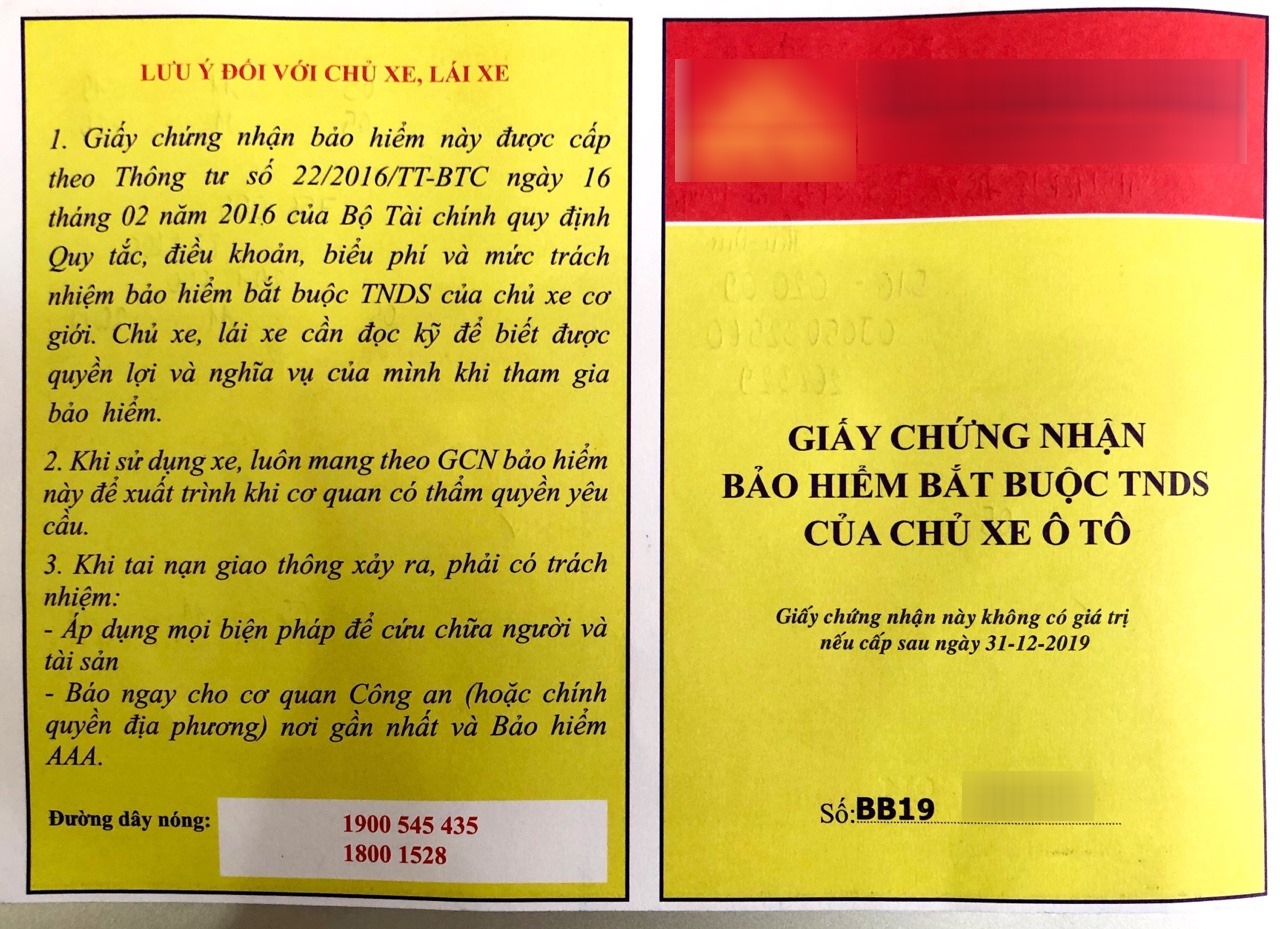 LƯU Ý ĐỐI VỚI CHỦ XE, LÁI XE
1. Giấy chứng nhận bảo hiểm này được cấp
theo Thông tư số 22/2016/TT-BTC ngày 16
tháng 02 năm 2016 của Bộ Tài chính quy định
Quy tắc, điều khoản, biểu phí và mức trách
nhiệm bảo hiểm bắt buộc TNDS của chủ xe cơ
giới. Chủ xe, lái xe cần đọc kỹ để biết được
quyền lợi và nghĩa vụ của mình khi tham gia
bảo hiểm.
2. Khi sử dụng xe, luôn mang theo GCN bảo hiểm
này để xuất trình khi cơ quan có thẩm quyền yêu
cầu.
3. Khi tai nạn giao thông xảy ra, phải có trách
nhiệm:
- Áp dụng mọi biện pháp để cứu chữa người và
tài sản
- Báo ngay cho cơ quan Công an (hoặc chính
quyền địa phương) nơi gần nhất và Bảo hiểm
AAA.
Đường dây nóng:
1900 545 435
1800 1528
GIẤY CHỨNG NHẬN
BẢO HIỂM BẮT BUỘC TNDS
CỦA CHỦ XE Ô TÔ
Giấy chứng nhận này không có giá trị
nếu cấp sau ngày 31-12-2019
Số:BB19